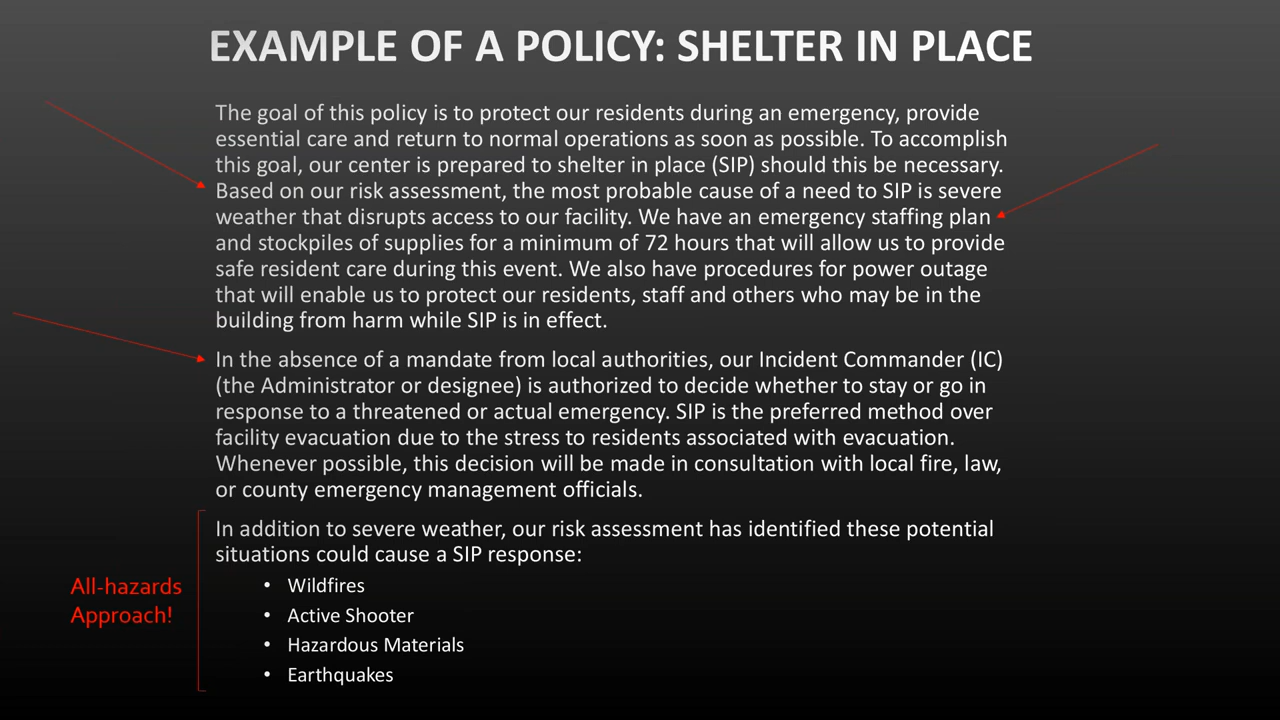 EXAMPLE OF A POLICY: SHELTER IN PLACE
The goal of this policy is to protect our residents during an emergency, provide
essential care and return to normal operations as soon as possible. To accomplish
this goal, our center is prepared to shelter in place (SIP) should this be necessary.
Based on our risk assessment, the most probable cause of a need to SIP is severe
weather that disrupts access to our facility. We have an emergency staffing plan
and stockpiles of supplies for a minimum of 72 hours that will allow us to provide
safe resident care during this event. We also have procedures for power outage
that will enable us to protect our residents, staff and others who may be in the
building from harm while SIP is in effect.
In the absence of a mandate from local authorities, our Incident Commander (IC)
(the Administrator or designee) is authorized to decide whether to stay or go in
response to a threatened or actual emergency. SIP is the preferred method over
facility evacuation due to the stress to residents associated with evacuation.
Whenever possible, this decision will be made in consultation with local fire, law,
or county emergency management officials.
In addition to severe weather, our risk assessment has identified these potential
situations could cause a SIP response:
• Wildfires
• Active Shooter
• Hazardous Materials
• Earthquakes
All-hazards
Approach!